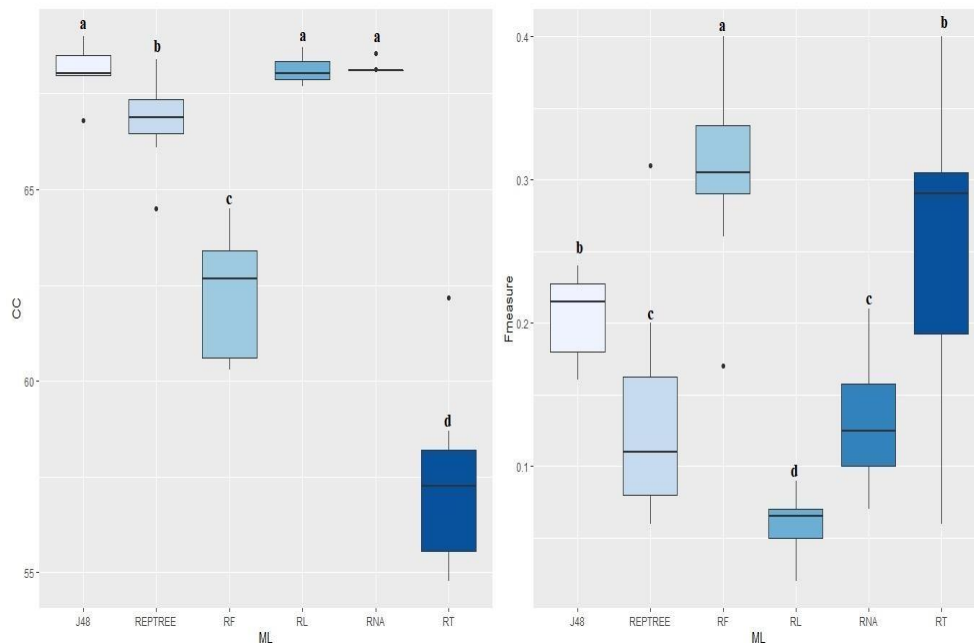 a
b
a
a
c
d
65
60
55
CC
J48
REPTREE
RF
RL
RNA
RT
ML
a
b
b
c
c
d
0.4
0.3
0.2
0.1
Fmeasure
J48
REPTREE
RF
RL
RNA
RT
ML